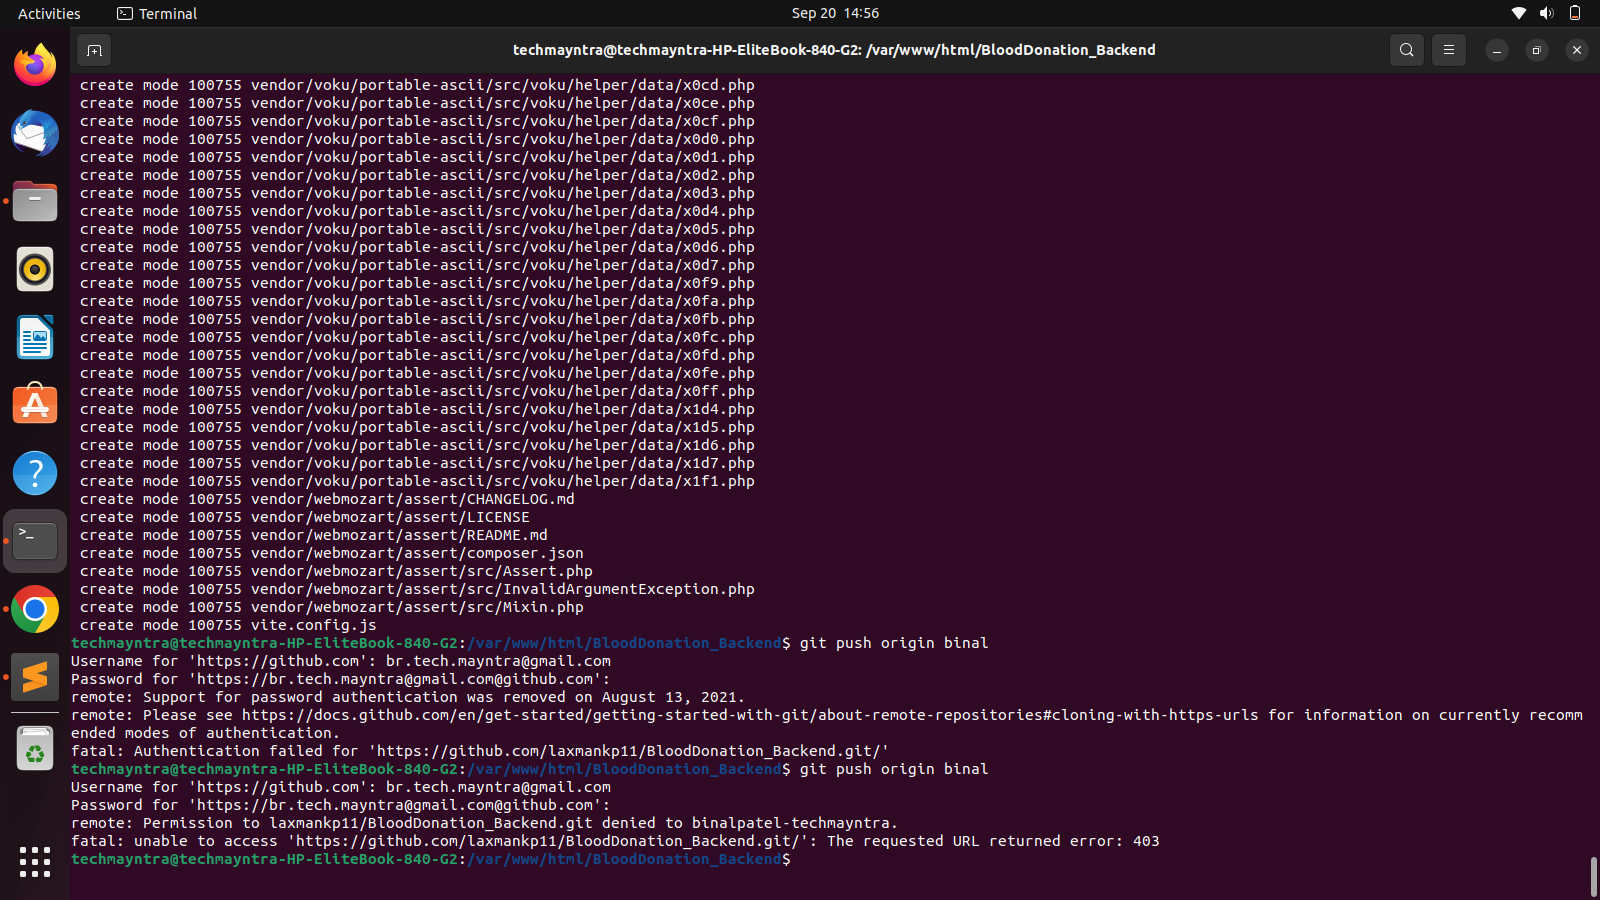 Activities
Terminal
Sep 20 14:56
techmayntra@techmayntra-HP-EliteBook-840-G2: /var/www/html/BloodDonation_Backend
create mode 100755 vendor/voku/portable-ascii/src/voku/helper/data/x0cd.php
create mode 100755 vendor/voku/portable-ascii/src/voku/helper/data/x0ce.php
create mode 100755 vendor/voku/portable-ascii/src/voku/helper/data/x0cf.php
create mode 100755 vendor/voku/portable-ascii/src/voku/helper/data/x0d0.php
create mode 100755 vendor/voku/portable-ascii/src/voku/helper/data/x0d1.php
create mode 100755 vendor/voku/portable-ascii/src/voku/helper/data/x0d2.php
create mode 100755 vendor/voku/portable-ascii/src/voku/helper/data/x0d3.php
create mode 100755 vendor/voku/portable-ascii/src/voku/helper/data/x0d4.php
create mode 100755 vendor/voku/portable-ascii/src/voku/helper/data/x0d5.php
create mode 100755 vendor/voku/portable-ascii/src/voku/helper/data/x0d6.php
create mode 100755 vendor/voku/portable-ascii/src/voku/helper/data/x0d7.php
create mode 100755 vendor/voku/portable-ascii/src/voku/helper/data/x0f9.php
create mode 100755 vendor/voku/portable-ascii/src/voku/helper/data/x0fa.php
create mode 100755 vendor/voku/portable-ascii/src/voku/helper/data/x0fb.php
create mode 100755 vendor/voku/portable-ascii/src/voku/helper/data/x0fc.php
create mode 100755 vendor/voku/portable-ascii/src/voku/helper/data/x0fd.php
create mode 100755 vendor/voku/portable-ascii/src/voku/helper/data/x0fe.php
create mode 100755 vendor/voku/portable-ascii/src/voku/helper/data/x0ff.php
create mode 100755 vendor/voku/portable-ascii/src/voku/helper/data/x1d4.php
create mode 100755 vendor/voku/portable-ascii/src/voku/helper/data/x1d5.php
create mode 100755 vendor/voku/portable-ascii/src/voku/helper/data/x1d6.php
create mode 100755 vendor/voku/portable-ascii/src/voku/helper/data/x1d7.php
create mode 100755 vendor/voku/portable-ascii/src/voku/helper/data/x1f1.php
create mode 100755 vendor/webmozart/assert/CHANGELOG.md
create mode 100755 vendor/webmozart/assert/LICENSE
create mode 100755 vendor/webmozart/assert/README.md
create mode 100755 vendor/webmozart/assert/composer.json
create mode 100755 vendor/webmozart/assert/src/Assert.php
create mode 100755 vendor/webmozart/assert/src/InvalidArgumentException.php
create mode 100755 vendor/webmozart/assert/src/Mixin.php
create mode 100755 vite.config.js
techmayntra@techmayntra-HP-EliteBook-840-G2:/var/www/html/BloodDonation_Backend$ git push origin binal
Username for 'https://github.com': br.tech.mayntra@gmail.com
Password for 'https://br.tech.mayntra@gmail.com@github.com':
remote: Support for password authentication was removed on August 13, 2021.
remote: Please see https://docs.github.com/en/get-started/getting-started-with-git/about-remote-repositories#cloning-with-https-urls for information on currently recomm
ended modes of authentication.
fatal: Authentication failed for 'https://github.com/laxmankp11/BloodDonation_Backend.git/'
techmayntra@techmayntra-HP-EliteBook-840-G2:/var/www/html/BloodDonation_Backend$ git push origin binal
Username for 'https://github.com': br.tech.mayntra@gmail.com
Password for 'https://br.tech.mayntra@gmail.com@github.com':
remote: Permission to laxmankp11/BloodDonation_Backend.git denied to binalpatel-techmayntra.
fatal: unable to access 'https://github.com/laxmankp11/BloodDonation_Backend.git/': The requested URL returned error: 403
techmayntra@techmayntra-HP-EliteBook-840-G2:/var/www/html/BloodDonation_Backend$